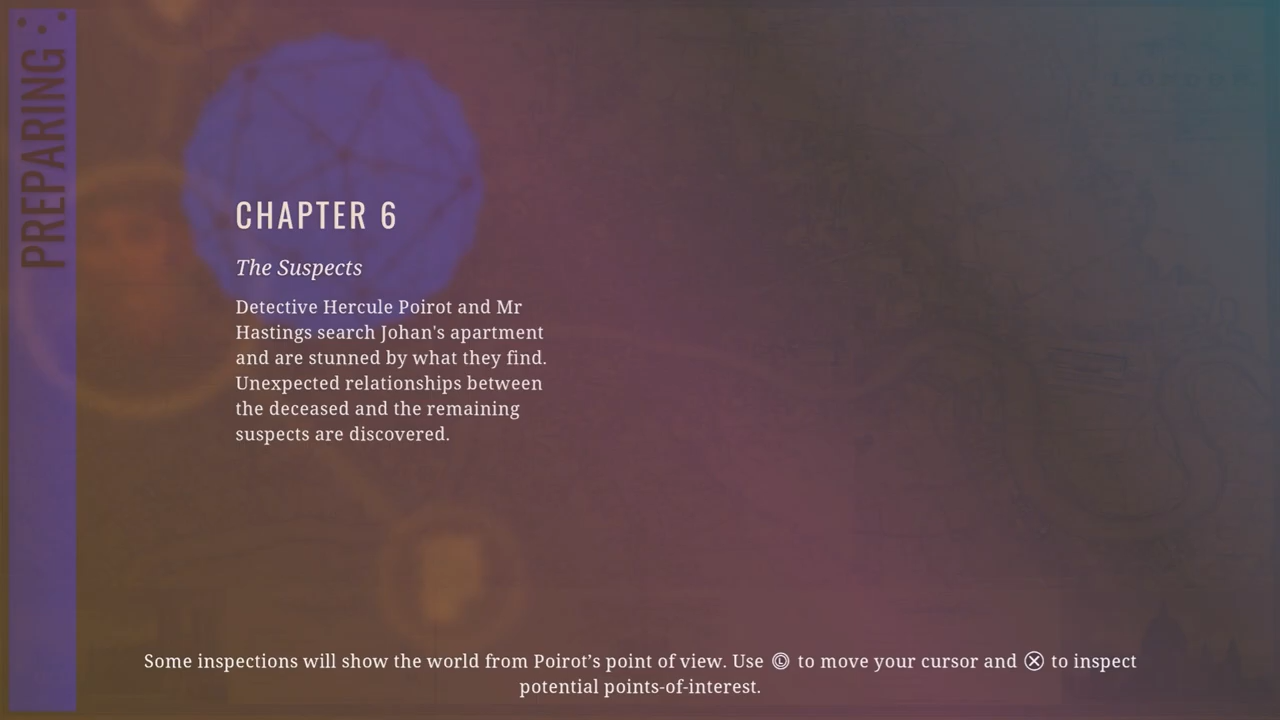 PREPARING
CHAPTER 6
The Suspects
Detective Hercule Poirot and Mr
Hastings search Johan's apartment
and are stunned by what they find.
Unexpected relationships between
the deceased and the remaining
suspects are discovered.
Some inspections will show the world from Poirot’s point of view. Use Ⓛ to move your cursor and ⓧ to inspect
potential points-of-interest.